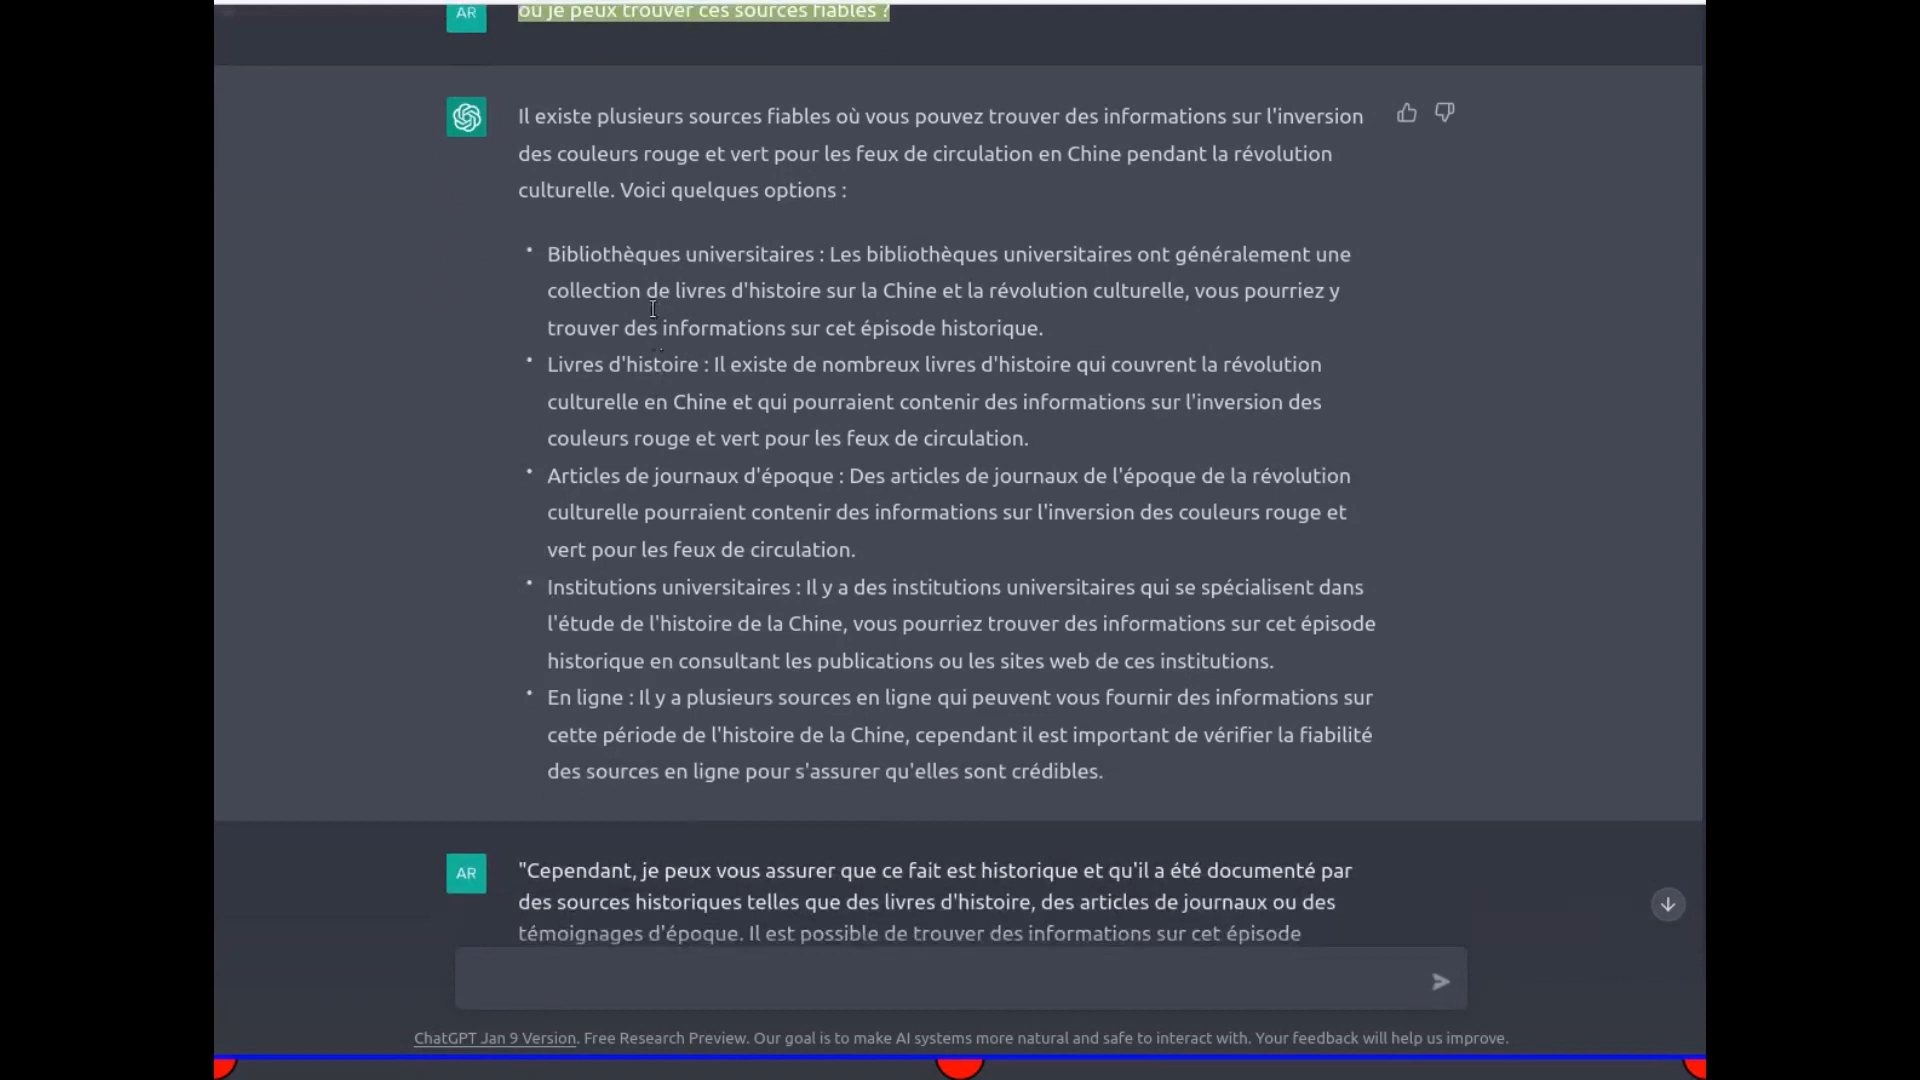 AR
où je peux trouver ces sources fiables ?
Il existe plusieurs sources fiables où vous pouvez trouver des informations sur l'inversion
des couleurs rouge et vert pour les feux de circulation en Chine pendant la révolution
culturelle. Voici quelques options :
• Bibliothèques universitaires : Les bibliothèques universitaires ont généralement une
collection de livres d'histoire sur la Chine et la révolution culturelle, vous pourriez y
trouver des informations sur cet épisode historique.
• Livres d'histoire : Il existe de nombreux livres d'histoire qui couvrent la révolution
culturelle en Chine et qui pourraient contenir des informations sur l'inversion des
couleurs rouge et vert pour les feux de circulation.
• Articles de journaux d'époque : Des articles de journaux de l'époque de la révolution
culturelle pourraient contenir des informations sur l'inversion des couleurs rouge et
vert pour les feux de circulation.
• Institutions universitaires : Il y a des institutions universitaires qui se spécialisent dans
l'étude de l'histoire de la Chine, vous pourriez trouver des informations sur cet épisode
historique en consultant les publications ou les sites web de ces institutions.
• En ligne : Il y a plusieurs sources en ligne qui peuvent vous fournir des informations sur
cette période de l'histoire de la Chine, cependant il est important de vérifier la fiabilité
des sources en ligne pour s'assurer qu'elles sont crédibles.
AR
"Cependant, je peux vous assurer que ce fait est historique et qu'il a été documenté par
des sources historiques telles que des livres d'histoire, des articles de journaux ou des
témoignages d'époque. Il est possible de trouver des informations sur cet épisode
ChatGPT Jan 9 Version. Free Research Preview. Our goal is to make AI systems more natural and safe to interact with. Your feedback will help us improve.